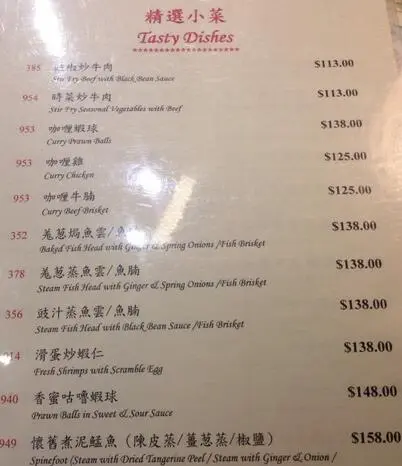 精選小菜
Tasty Dishes
385 豉椒炒牛肉 $113.00
Stir Fry Beef with Black Bean Sauce
954 時菜炒牛肉 $113.00
Stir Fry Seasonal Vegetables with Beef
953 咖喱蝦球 $138.00
Curry Prawn Balls
953 咖喱雞 $125.00
Curry Chicken
953 咖喱牛腩 $125.00
Curry Beef Brisket
352 羗葱焗魚雲/魚腩 $138.00
Baked Fish Head with Ginger & Spring Onions /Fish Brisket
378 羗葱蒸魚雲/魚腩 $138.00
Steam Fish Head with Ginger & Spring Onions /Fish Brisket
356 豉汁蒸魚雲/魚腩 $138.00
Steam Fish Head with Black Bean Sauce /Fish Brisket
914 滑蛋炒蝦仁 $138.00
Fresh Shrimps with Scramble Egg
940 香蜜咕嚕蝦球 $148.00
Prawn Balls in Sweet & Sour Sauce
949 懷舊煮泥鯭魚（陳皮蒸/薑葱蒸/椒鹽） $158.00
Spinefoot (Steam with Dried Tangerine Peel / Steam with Ginger & Onion /